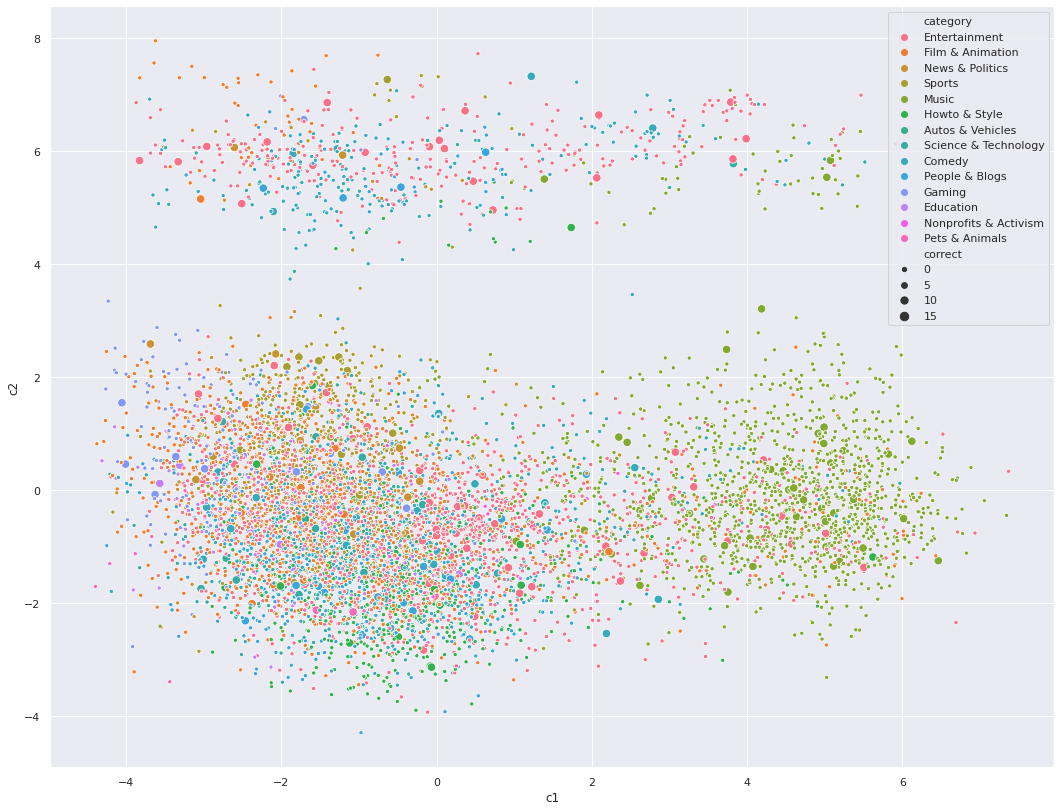 8
6
4
2
0
−2
−4
c2
−4
−2
0
2
4
6
c1
category
Entertainment
Film & Animation
News & Politics
Sports
Music
Howto & Style
Autos & Vehicles
Science & Technology
Comedy
People & Blogs
Gaming
Education
Nonprofits & Activism
Pets & Animals
correct
0
5
10
15